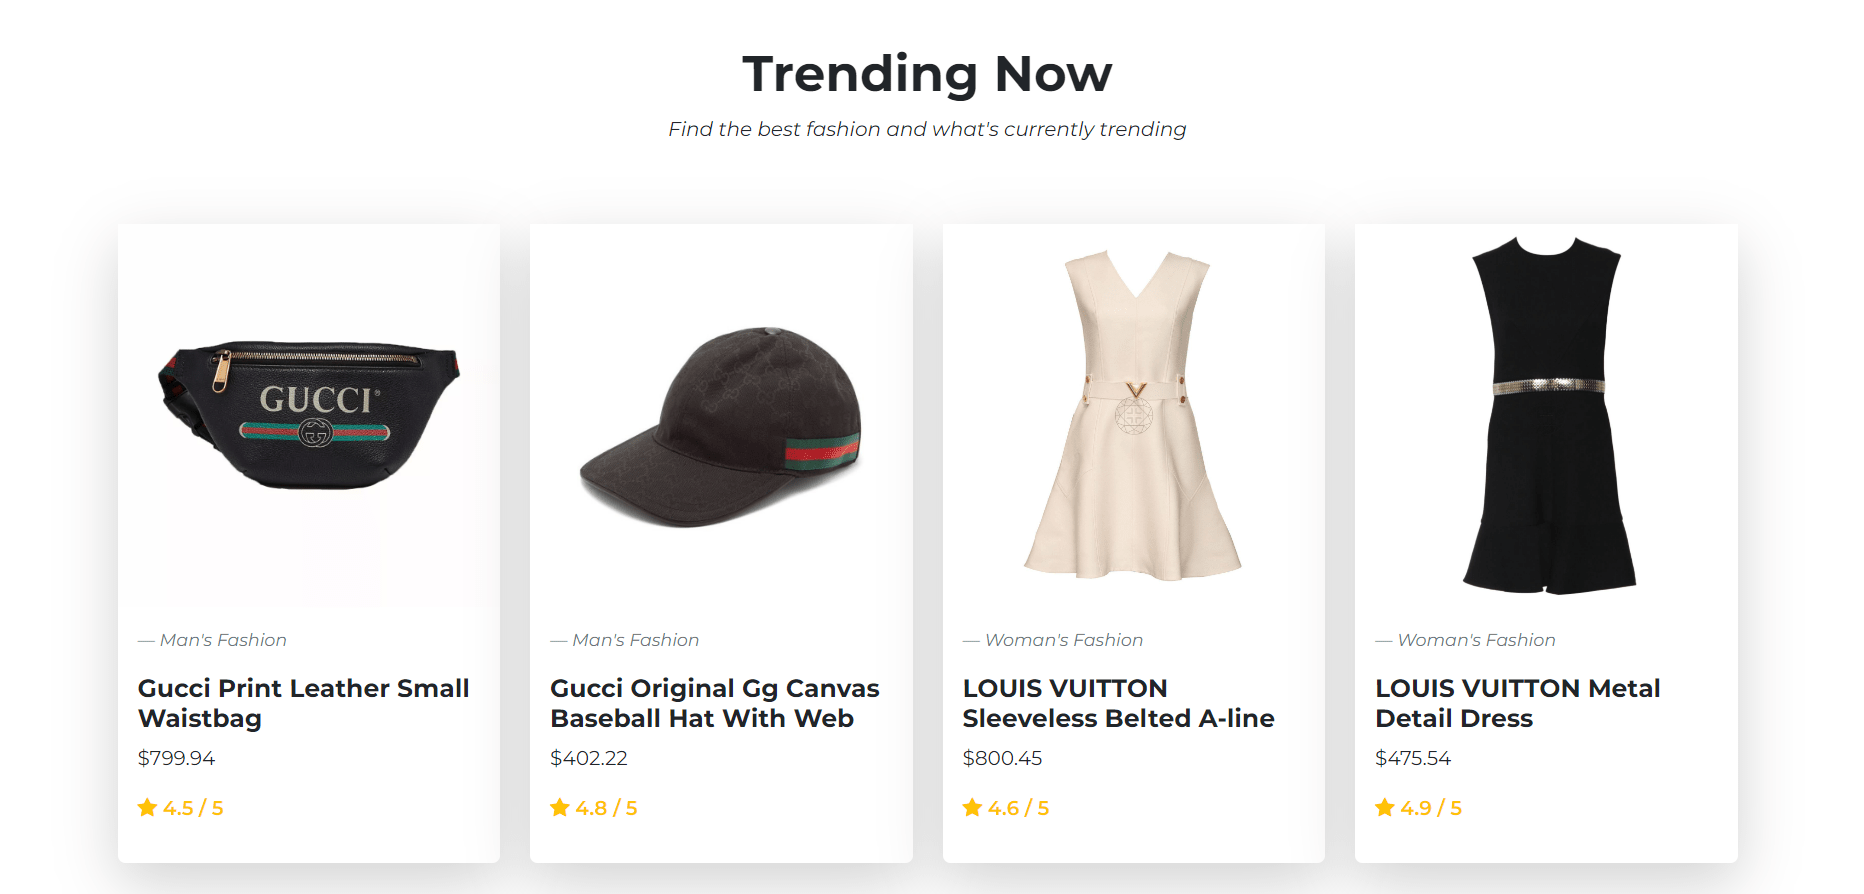 Trending Now
Find the best fashion and what's currently trending
GUCCI®
— Man's Fashion
Gucci Print Leather Small
Waistbag
$799.94
4.5 / 5
— Man's Fashion
Gucci Original Gg Canvas
Baseball Hat With Web
$402.22
4.8 / 5
— Woman's Fashion
LOUIS VUITTON
Sleeveless Belted A-line
$800.45
4.6 / 5
— Woman's Fashion
LOUIS VUITTON Metal
Detail Dress
$475.54
4.9 / 5